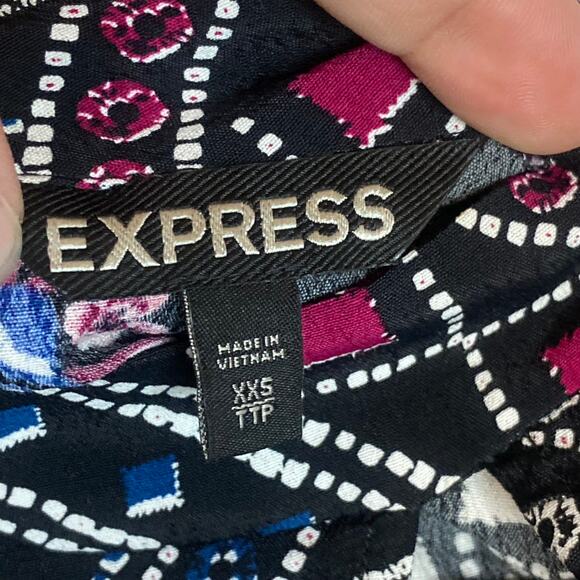 EXPRESS
MADE IN
VIETNAM
XXS
TTP